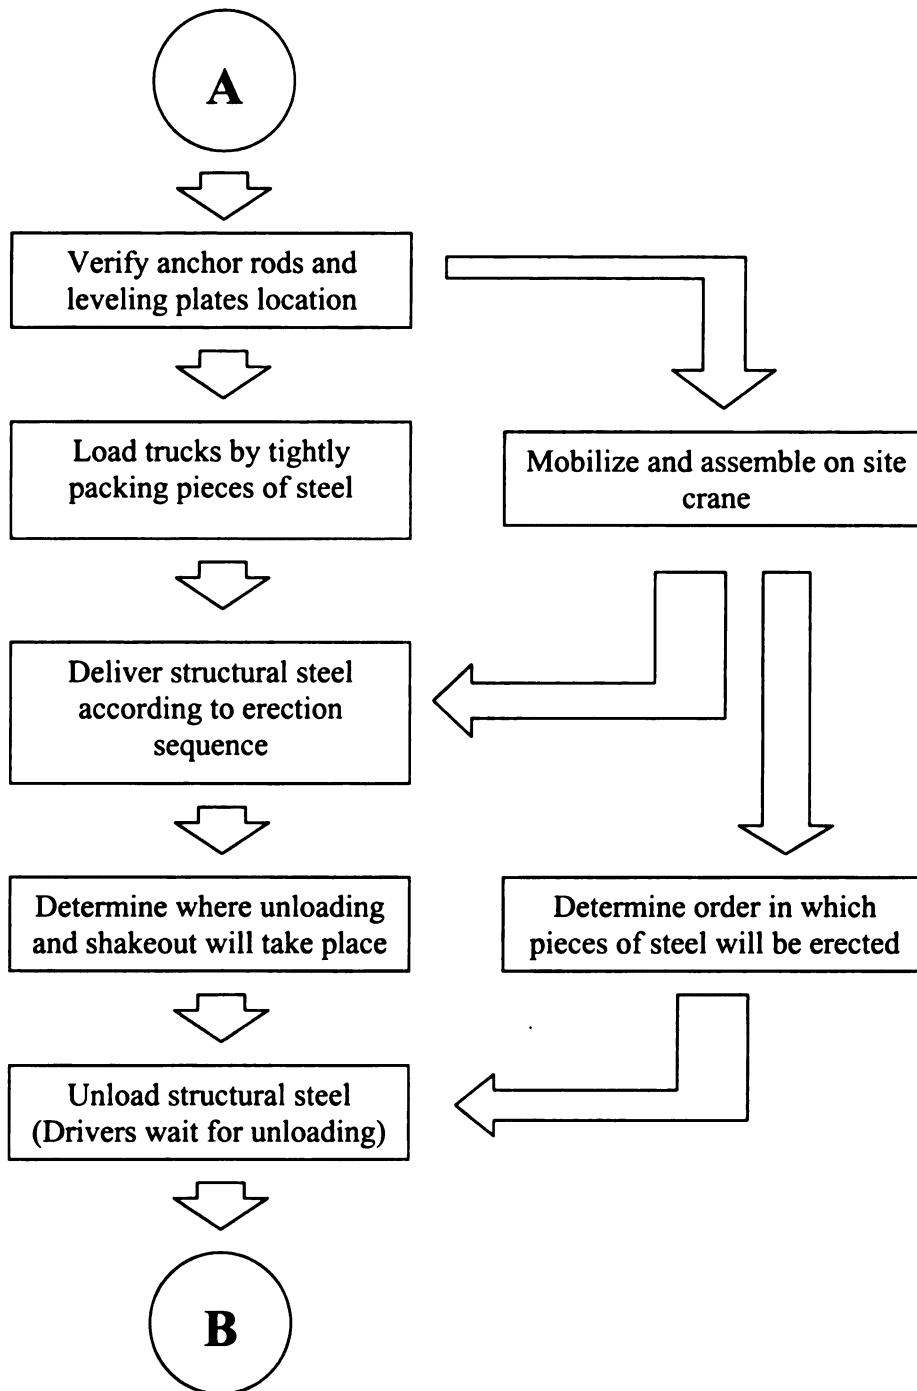 A
Verify anchor rods and
leveling plates location
Load trucks by tightly
packing pieces of steel
Mobilize and assemble on site
crane
Deliver structural steel
according to erection
sequence
Determine where unloading
and shakeout will take place
Determine order in which
pieces of steel will be erected
Unload structural steel
(Drivers wait for unloading)
B